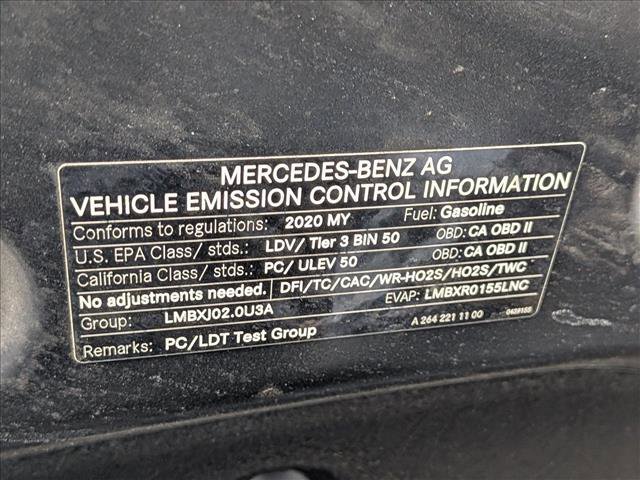 MERCEDES-BENZ AG
VEHICLE EMISSION CONTROL INFORMATION
Conforms to regulations: 2020 MY Fuel: Gasoline
U.S. EPA Class/ stds.: LDV/ Tier 3 BIN 50 OBD: CA OBD II
California Class/ stds.: PC/ ULEV 50 OBD: CA OBD II
No adjustments needed. DFI/TC/CAC/WR-HO2S/HO2S/TWC
Group: LMBXJ02.0U3A EVAP: LMBXR0155LNC
Remarks: PC/LDT Test Group A 264 221 11 00